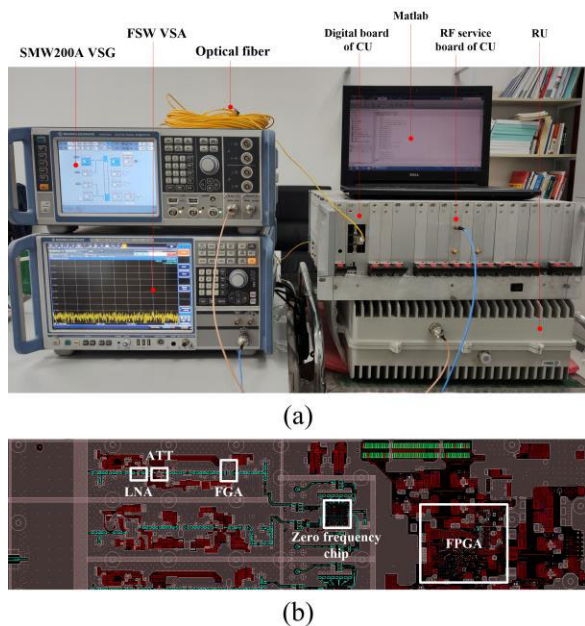 Matlab
FSW VSA
Digital board
of CU
RF service
board of CU
RU
SMW200A VSG
Optical fiber
DELL
(a)
ATT
LNA
FGA
Zero frequency
chip
FPGA
(b)